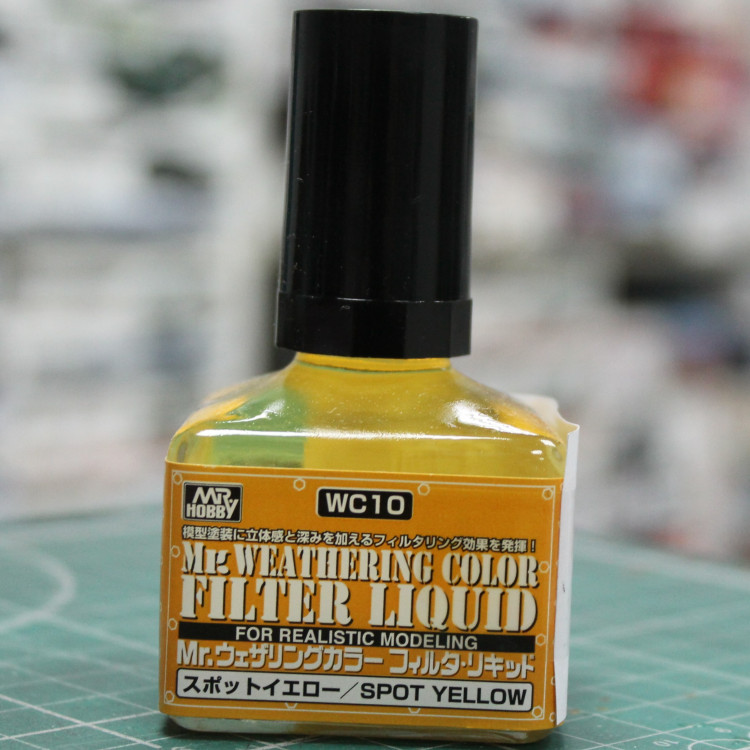 MR HOBBY
WC10
模型塗装に立体感と深みを加えるフィルタリング効果を発揮！
Mr. WEATHERING COLOR
FILTER LIQUID
FOR REALISTIC MODELING
Mr.ウェザリングカラー フィルタ・リキッド
スポットイエロー／SPOT YELLOW